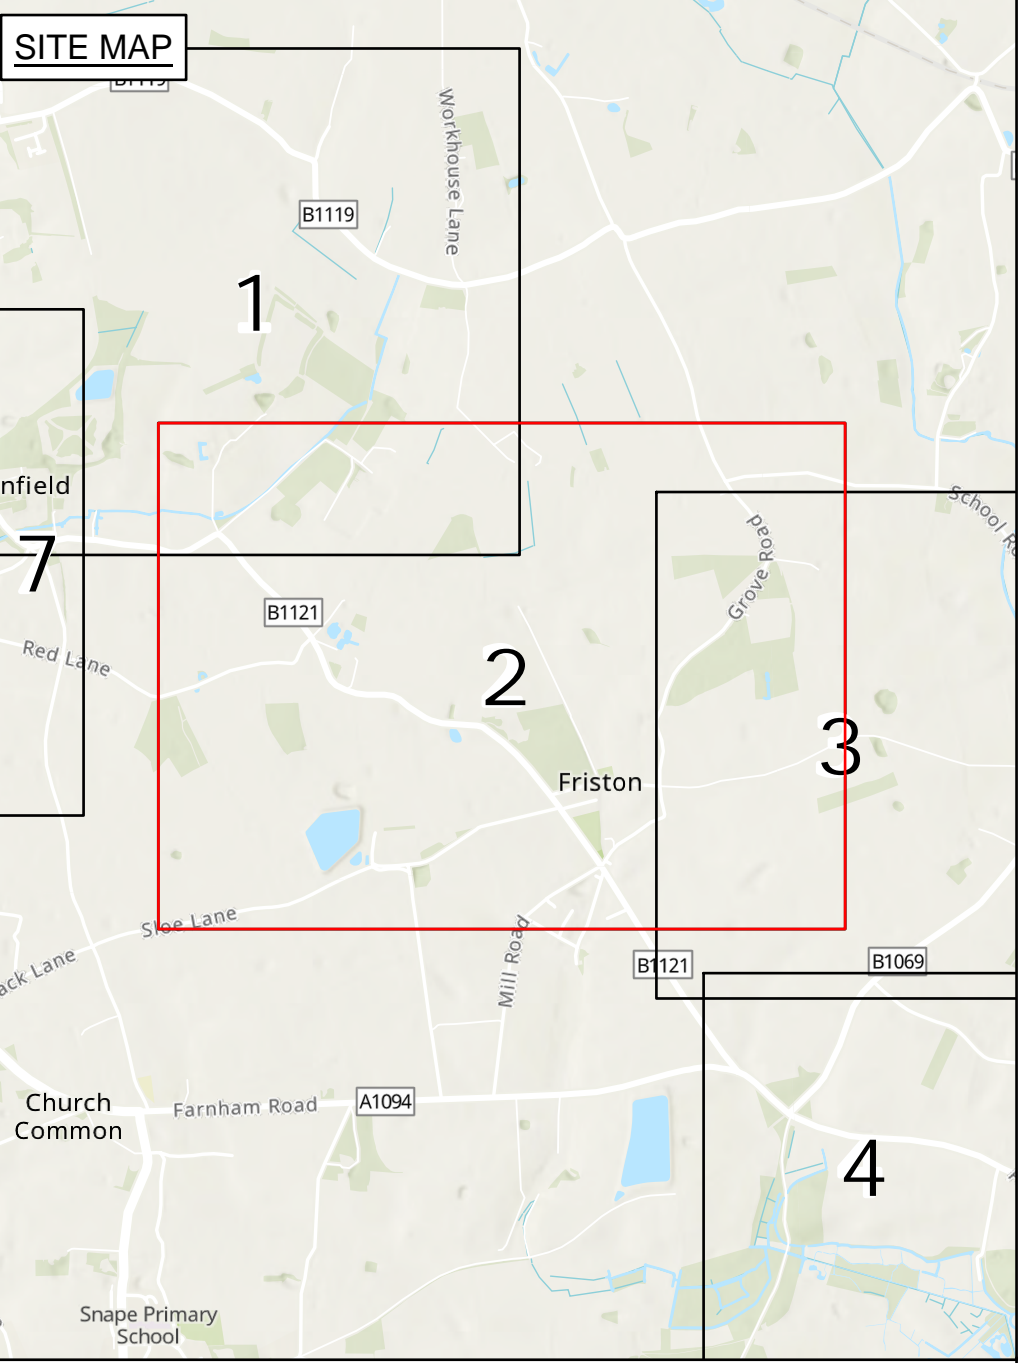 SITE MAP
B1119
Workhouse Lane
B1119
1
nfield
School Ro
7
Grove Road
B1121
Red Lane
2
3
Friston
Sloe Lane
ack Lane
Mill Road
B1121
B1069
Church
Common
Farnham Road
A1094
4
Snape Primary
School